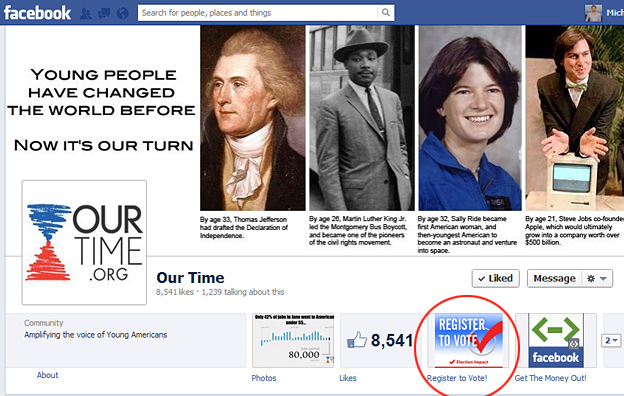 facebook
Search for people, places and things
Mich
YOUNG PEOPLE
HAVE CHANGED
THE WORLD BEFORE
NOW IT'S OUR TURN
By age 33, Thomas Jefferson
had drafted the Declaration of
Independence.
By age 26, Martin Luther King Jr.
led the Montgomery Bus Boycott,
and became one of the pioneers
of the civil rights movement.
By age 32, Sally Ride became
first American woman, and
then-youngest American to
become an astronaut and venture
into space.
By age 21, Steve Jobs co-founde
Apple, which would ultimately
grow into a company worth over
$500 billion.
OUR
TIME
.ORG
Our Time
8,541 likes · 1,239 talking about this
Liked
Message
Community
Amplifying the voice of Young Americans
About
Only 42% of jobs in June went to American
under 55...
80,000
Photos
8,541
Likes
REGISTER
TO VOTE
Election Impact
Register to Vote!
facebook
Get The Money Out!
2